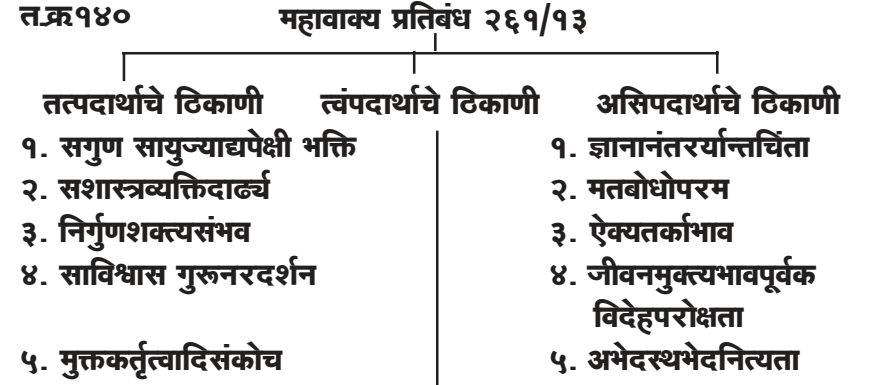 त.क्र१४० महावाक्य प्रतिबंध २६१/१३
तत्पदार्थाचे ठिकाणी त्वंपदार्थाचे ठिकाणी असिपदार्थाचे ठिकाणी
१. सगुण सायुज्याद्यपेक्षी भक्ति १. ज्ञानानंतरर्यान्तचिंता
२. सशास्त्रव्यक्तिदार्ढ्य २. मतबोधोपरम
३. निर्गुणशक्त्यसंभव ३. ऐक्यतर्काभाव
४. साविश्वास गुरूनरदर्शन ४. जीवनमुक्त्यभावपूर्वक
विदेहपरोक्षता
५. मुक्तकर्तृत्वादिसंकोच ५. अभेदस्थभेदनित्यता